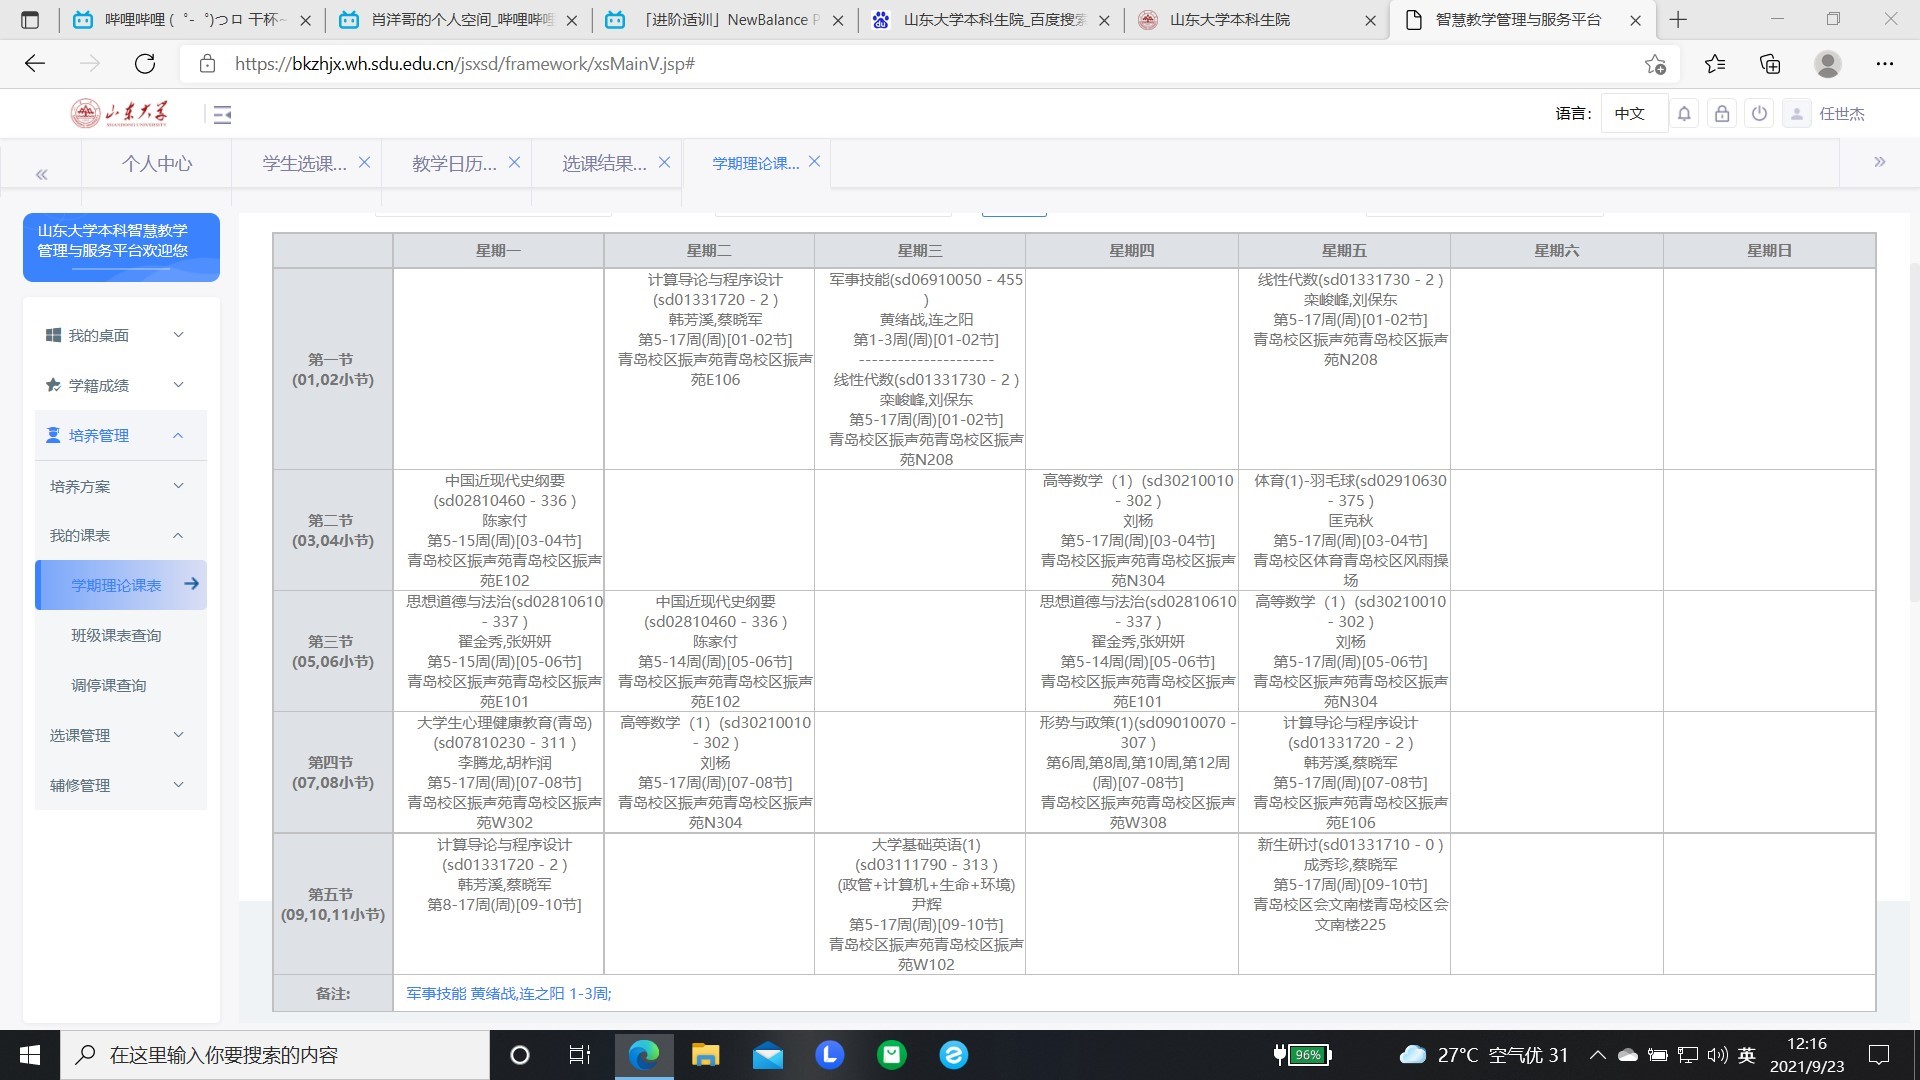 哔哩哔哩 (゜-゜)つロ 干杯~
肖洋哥的个人空间_哔哩哔哩
「进阶适训」NewBalance
山东大学本科生院_百度搜索
山东大学本科生院
智慧教学管理与服务平台
https://bkzhjx.wh.sdu.edu.cn/jsxsd/framework/xsMainV.jsp#
山东大学
语言：
中文
任世杰
个人中心
学生选课...
教学日历...
选课结果...
学期理论课...
山东大学本科智慧教学
管理与服务平台欢迎您
我的桌面
学籍成绩
培养管理
培养方案
我的课表
学期理论课表
班级课表查询
调停课查询
选课管理
辅修管理
星期一
星期二
星期三
星期四
星期五
星期六
星期日
第一节
(01,02小节)
计算导论与程序设计
(sd01331720 - 2 )
韩芳溪,蔡晓军
第5-17周(周)[01-02节]
青岛校区振声苑青岛校区振声
苑E106
军事技能(sd06910050 - 455
)
黄绪战,连之阳
第1-3周(周)[01-02节]
---------------------
线性代数(sd01331730 - 2 )
栾峻峰,刘保东
第5-17周(周)[01-02节]
青岛校区振声苑青岛校区振声
苑N208
线性代数(sd01331730 - 2 )
栾峻峰,刘保东
第5-17周(周)[01-02节]
青岛校区振声苑青岛校区振声
苑N208
第二节
(03,04小节)
中国近现代史纲要
(sd02810460 - 336 )
陈家付
第5-15周(周)[03-04节]
青岛校区振声苑青岛校区振声
苑E102
高等数学（1）(sd30210010
- 302 )
刘杨
第5-17周(周)[03-04节]
青岛校区振声苑青岛校区振声
苑N304
体育(1)-羽毛球(sd02910630
- 375 )
匡克秋
第5-17周(周)[03-04节]
青岛校区体育青岛校区风雨操
场
第三节
(05,06小节)
思想道德与法治(sd02810610
- 337 )
翟金秀,张妍妍
第5-15周(周)[05-06节]
青岛校区振声苑青岛校区振声
苑E101
中国近现代史纲要
(sd02810460 - 336 )
陈家付
第5-14周(周)[05-06节]
青岛校区振声苑青岛校区振声
苑E102
思想道德与法治(sd02810610
- 337 )
翟金秀,张妍妍
第5-14周(周)[05-06节]
青岛校区振声苑青岛校区振声
苑E101
高等数学（1）(sd30210010
- 302 )
刘杨
第5-17周(周)[05-06节]
青岛校区振声苑青岛校区振声
苑N304
第四节
(07,08小节)
大学生心理健康教育(青岛)
(sd07810230 - 311 )
李腾龙,胡柞润
第5-17周(周)[07-08节]
青岛校区振声苑青岛校区振声
苑W302
高等数学（1）(sd30210010
- 302 )
刘杨
第5-17周(周)[07-08节]
青岛校区振声苑青岛校区振声
苑N304
形势与政策(1)(sd09010070 -
307 )
第6周,第8周,第10周,第12周
(周)[07-08节]
青岛校区振声苑青岛校区振声
苑W308
计算导论与程序设计
(sd01331720 - 2 )
韩芳溪,蔡晓军
第5-17周(周)[07-08节]
青岛校区振声苑青岛校区振声
苑E106
第五节
(09,10,11小节)
计算导论与程序设计
(sd01331720 - 2 )
韩芳溪,蔡晓军
第8-17周(周)[09-10节]
大学基础英语(1)
(sd03111790 - 313 )
(政管+计算机+生命+环境)
尹辉
第5-17周(周)[09-10节]
青岛校区振声苑青岛校区振声
苑W102
新生研讨(sd01331710 - 0 )
成秀珍,蔡晓军
第5-17周(周)[09-10节]
青岛校区会文南楼青岛校区会
文南楼225
备注:
军事技能 黄绪战,连之阳 1-3周;
在这里输入你要搜索的内容
96%
27°C 空气优 31
英
12:16
2021/9/23